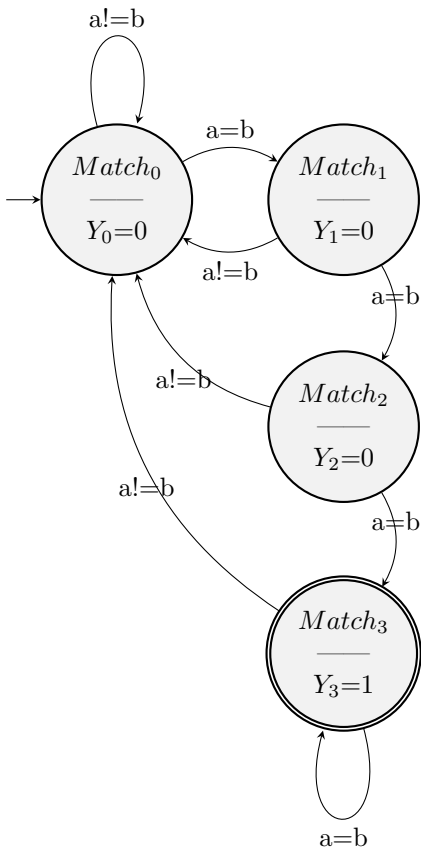 a!=b
a=b
Match₀
Y₀=0
Match₁
Y₁=0
a!=b
a=b
Match₂
Y₂=0
a!=b
a!=b
a=b
Match₃
Y₃=1
a=b